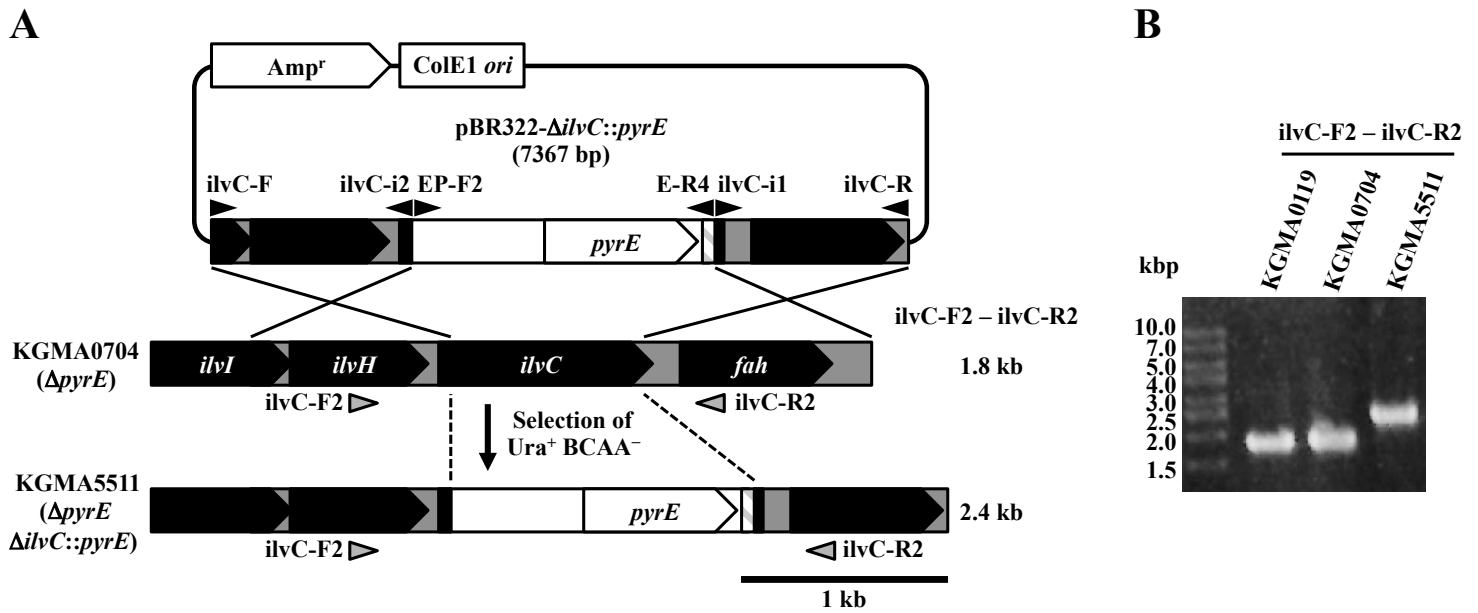 A
B
Ampʳ
ColE1 ori
pBR322-ΔilvC::pyrE
(7367 bp)
ilvC-F
ilvC-i2
EP-F2
E-R4
ilvC-i1
ilvC-R
pyrE
ilvC-F2 – ilvC-R2
KGMA0704
(ΔpyrE)
ilvI
ilvH
ilvC
fah
1.8 kb
ilvC-F2
ilvC-R2
Selection of
Ura⁺ BCAA⁻
KGMA5511
(ΔpyrE
ΔilvC::pyrE)
pyrE
2.4 kb
ilvC-F2
ilvC-R2
1 kb
ilvC-F2 – ilvC-R2
KGMA0119
KGMA0704
KGMA5511
kbp
10.0
7.0
5.0
4.0
3.0
2.5
2.0
1.5